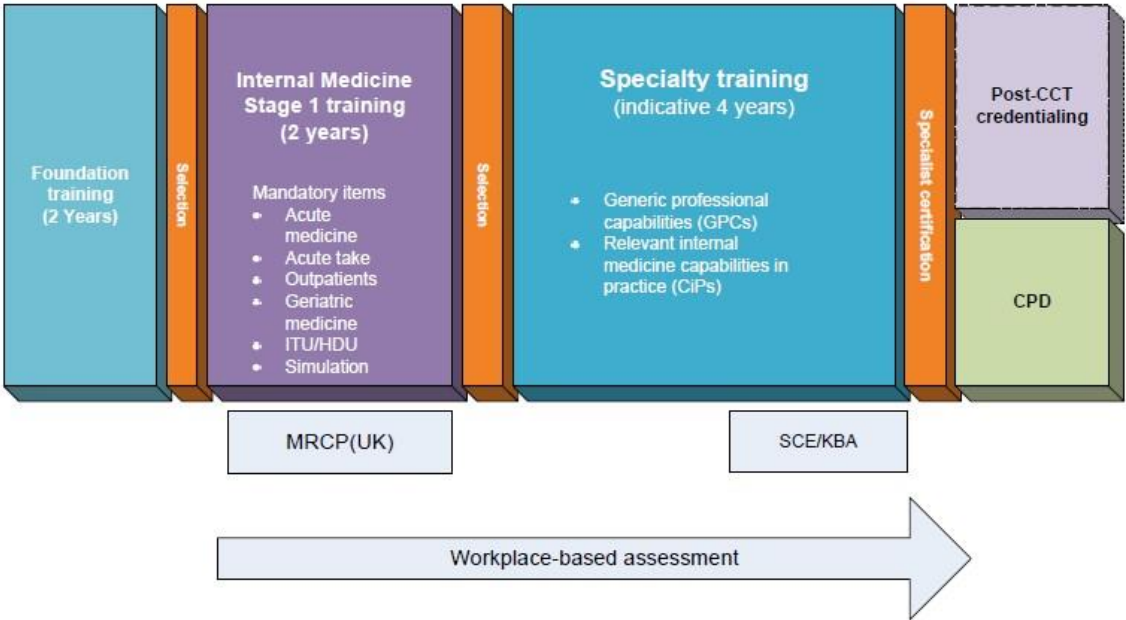 Foundation
training
(2 Years)
Selection
Internal Medicine
Stage 1 training
(2 years)
Mandatory items
• Acute
medicine
• Acute take
• Outpatients
• Geriatric
medicine
• ITU/HDU
• Simulation
Selection
Specialty training
(indicative 4 years)
• Generic professional
capabilities (GPCs)
• Relevant internal
medicine capabilities in
practice (CiPs)
Specialist certification
Post-CCT
credentialing
CPD
MRCP(UK)
SCE/KBA
Workplace-based assessment